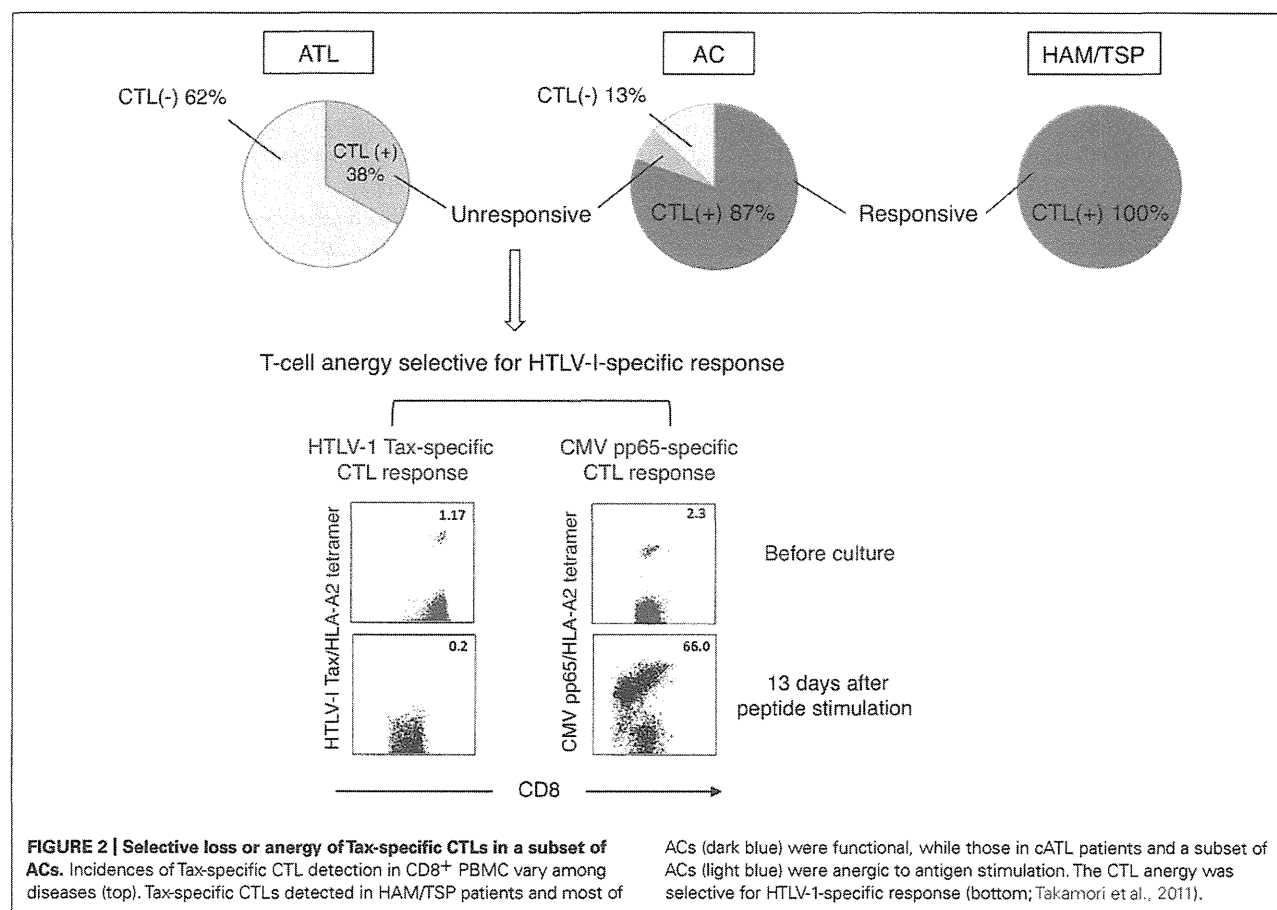 ATL
AC
HAM/TSP
CTL(-) 62%
CTL (+)
38%
CTL(-) 13%
CTL(+) 87%
CTL(+) 100%
Unresponsive
Responsive
T-cell anergy selective for HTLV-I-specific response
HTLV-1 Tax-specific
CTL response
CMV pp65-specific
CTL response
HTLV-I Tax/HLA-A2 tetramer
1.17
CMV pp65/HLA-A2 tetramer
2.3
Before culture
0.2
66.0
13 days after
peptide stimulation
CD8
FIGURE 2 | Selective loss or anergy of Tax-specific CTLs in a subset of
ACs. Incidences of Tax-specific CTL detection in CD8+ PBMC vary among
diseases (top). Tax-specific CTLs detected in HAM/TSP patients and most of
ACs (dark blue) were functional, while those in cATL patients and a subset of
ACs (light blue) were anergic to antigen stimulation. The CTL anergy was
selective for HTLV-1-specific response (bottom; Takamori et al., 2011).